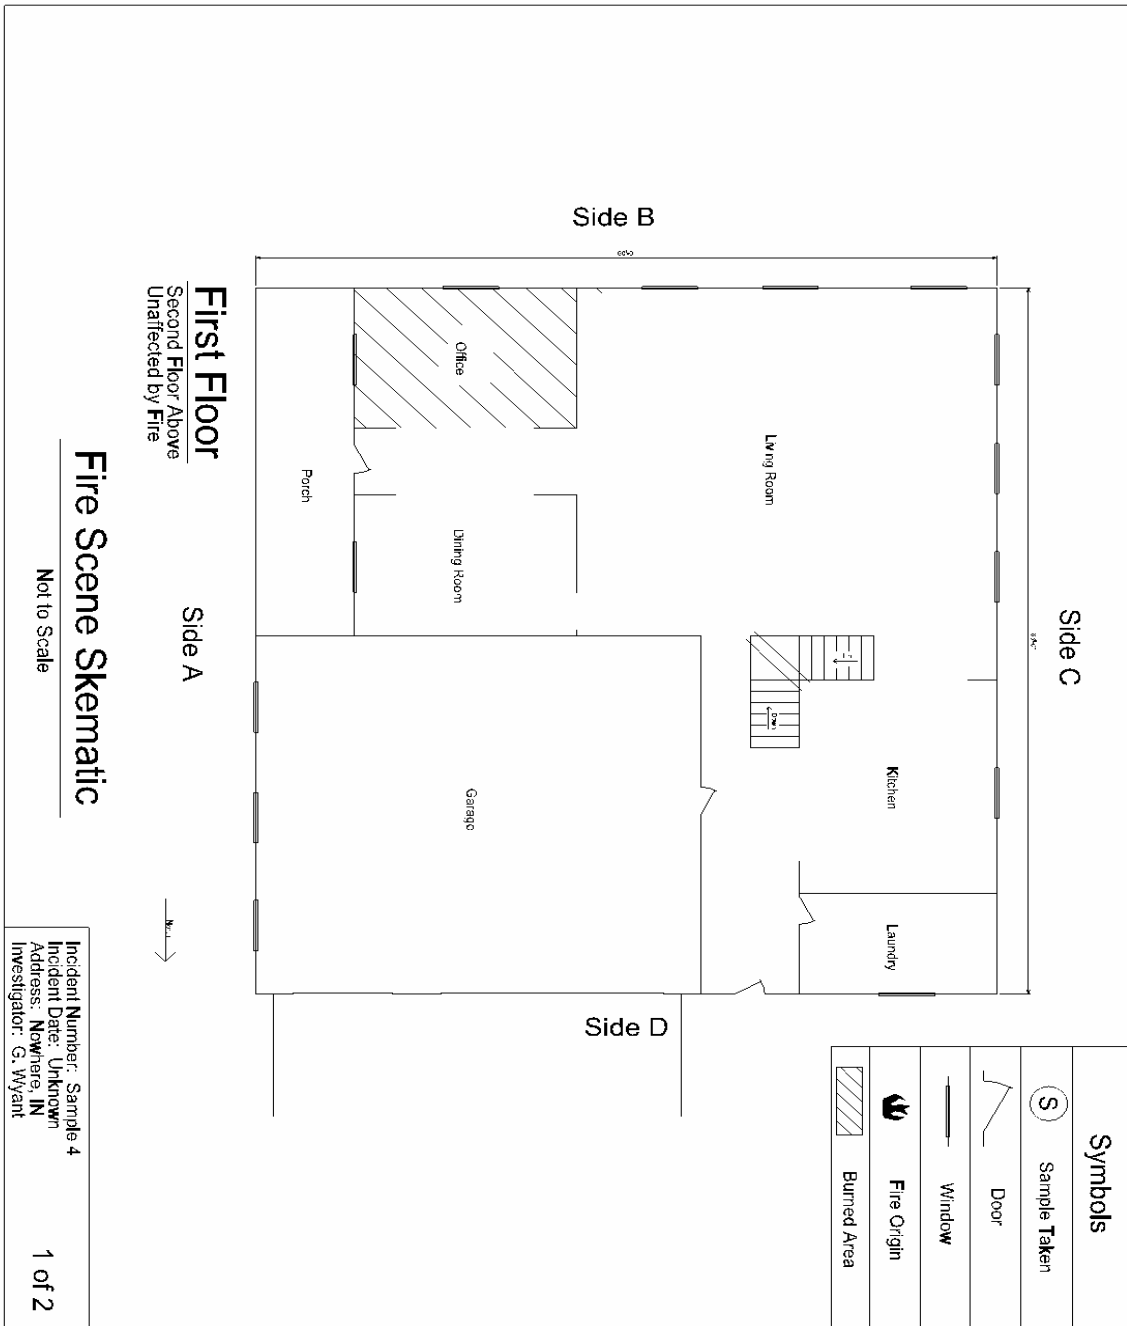 Side B
First Floor
Second Floor Above
Unaffected by Fire
Office
Living Room
Porch
Dining Room
Side A
Side C
Down
Kitchen
Garage
Laundry
Side D
Fire Scene Skematic
Not to Scale
Symbols
S
Sample Taken
Door
Window
Fire Origin
Burned Area
Incident Number: Sample 4
Incident Date: Unknown
Address: Nowhere, IN
Investigator: G. Wyant
1 of 2